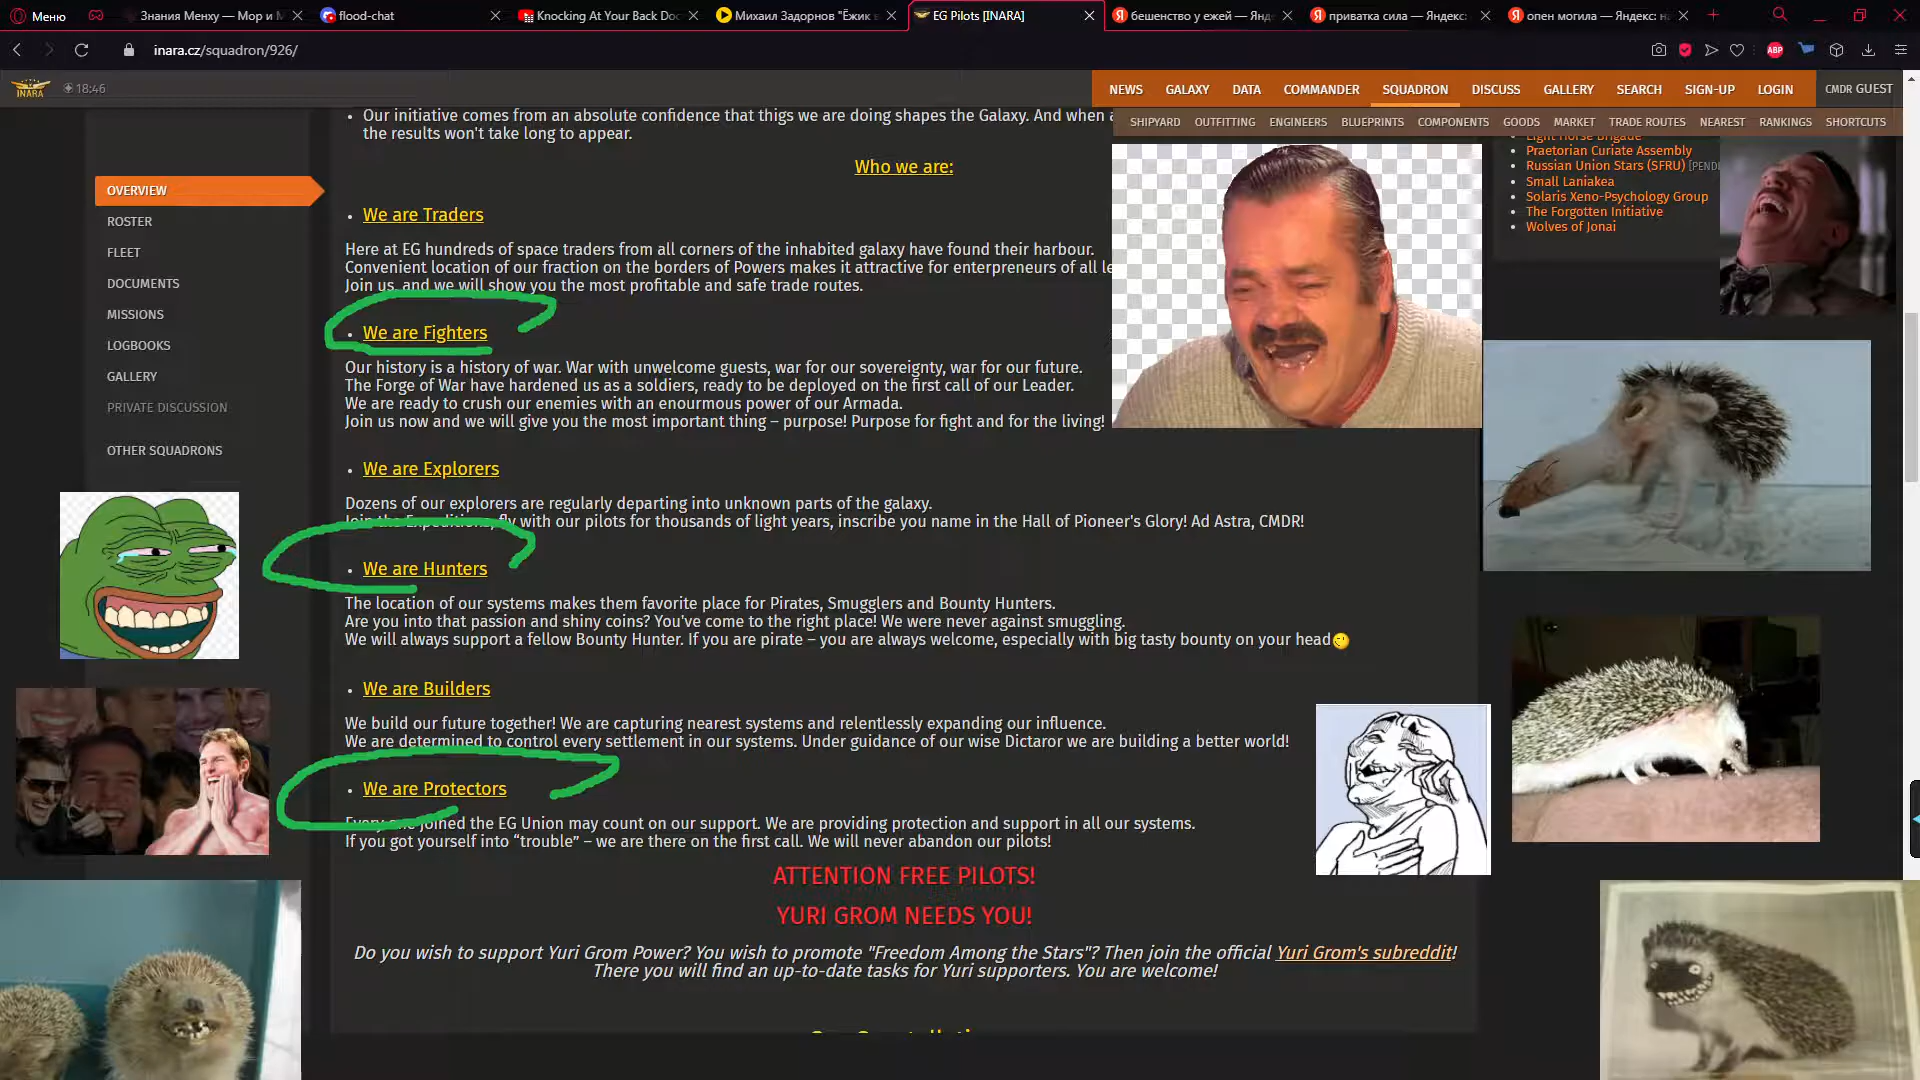 Меню
Знания Менху — Мор и М
flood-chat
Knocking At Your Back Do
Михаил Задорнов "Ёжик в
EG Pilots [INARA]
бешенство у ежей — Янд
приватка сила — Яндекс:
опен могила — Яндекс: н
inara.cz/squadron/926/
ABP
INARA
18:46
NEWS GALAXY DATA COMMANDER SQUADRON DISCUSS GALLERY SEARCH SIGN-UP LOGIN CMDR GUEST
SHIPYARD OUTFITTING ENGINEERS BLUEPRINTS COMPONENTS GOODS MARKET TRADE ROUTES NEAREST RANKINGS SHORTCUTS
OVERVIEW
ROSTER
FLEET
DOCUMENTS
MISSIONS
LOGBOOKS
GALLERY
PRIVATE DISCUSSION
OTHER SQUADRONS
• Our initiative comes from an absolute confidence that thigs we are doing shapes the Galaxy. And when a
the results won't take long to appear.
Who we are:
• We are Traders
Here at EG hundreds of space traders from all corners of the inhabited galaxy have found their harbour.
Convenient location of our fraction on the borders of Powers makes it attractive for enterpreneurs of all le
Join us, and we will show you the most profitable and safe trade routes.
• We are Fighters
Our history is a history of war. War with unwelcome guests, war for our sovereignty, war for our future.
The Forge of War have hardened us as a soldiers, ready to be deployed on the first call of our Leader.
We are ready to crush our enemies with an enourmous power of our Armada.
Join us now and we will give you the most important thing – purpose! Purpose for fight and for the living!
• We are Explorers
Dozens of our explorers are regularly departing into unknown parts of the galaxy.
Join the Expeditions, fly with our pilots for thousands of light years, inscribe you name in the Hall of Pioneer's Glory! Ad Astra, CMDR!
• We are Hunters
The location of our systems makes them favorite place for Pirates, Smugglers and Bounty Hunters.
Are you into that passion and shiny coins? You've come to the right place! We were never against smuggling.
We will always support a fellow Bounty Hunter. If you are pirate – you are always welcome, especially with big tasty bounty on your head
• We are Builders
We build our future together! We are capturing nearest systems and relentlessly expanding our influence.
We are determined to control every settlement in our systems. Under guidance of our wise Dictaror we are building a better world!
• We are Protectors
Every one joined the EG Union may count on our support. We are providing protection and support in all our systems.
If you got yourself into “trouble” – we are there on the first call. We will never abandon our pilots!
ATTENTION FREE PILOTS!
YURI GROM NEEDS YOU!
Do you wish to support Yuri Grom Power? You wish to promote "Freedom Among the Stars"? Then join the official Yuri Grom's subreddit!
There you will find an up-to-date tasks for Yuri supporters. You are welcome!
• Light Horse Brigade
• Praetorian Curiate Assembly
• Russian Union Stars (SFRU) [PEND
• Small Laniakea
• Solaris Xeno-Psychology Group
• The Forgotten Initiative
• Wolves of Jonai